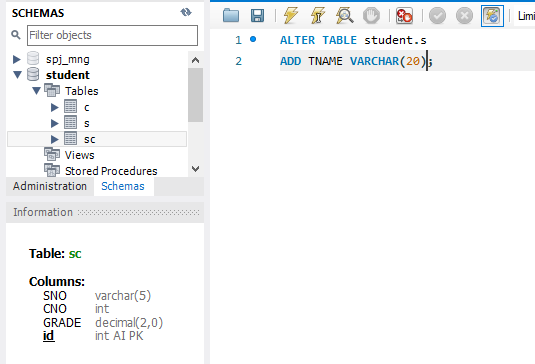 SCHEMAS
Filter objects
spj_mng
student
Tables
c
s
sc
Views
Stored Procedures
Administration Schemas
Information
Table: sc
Columns:
SNO varchar(5)
CNO int
GRADE decimal(2,0)
id int AI PK
Limi
1 ALTER TABLE student.s
2 ADD TNAME VARCHAR(20);